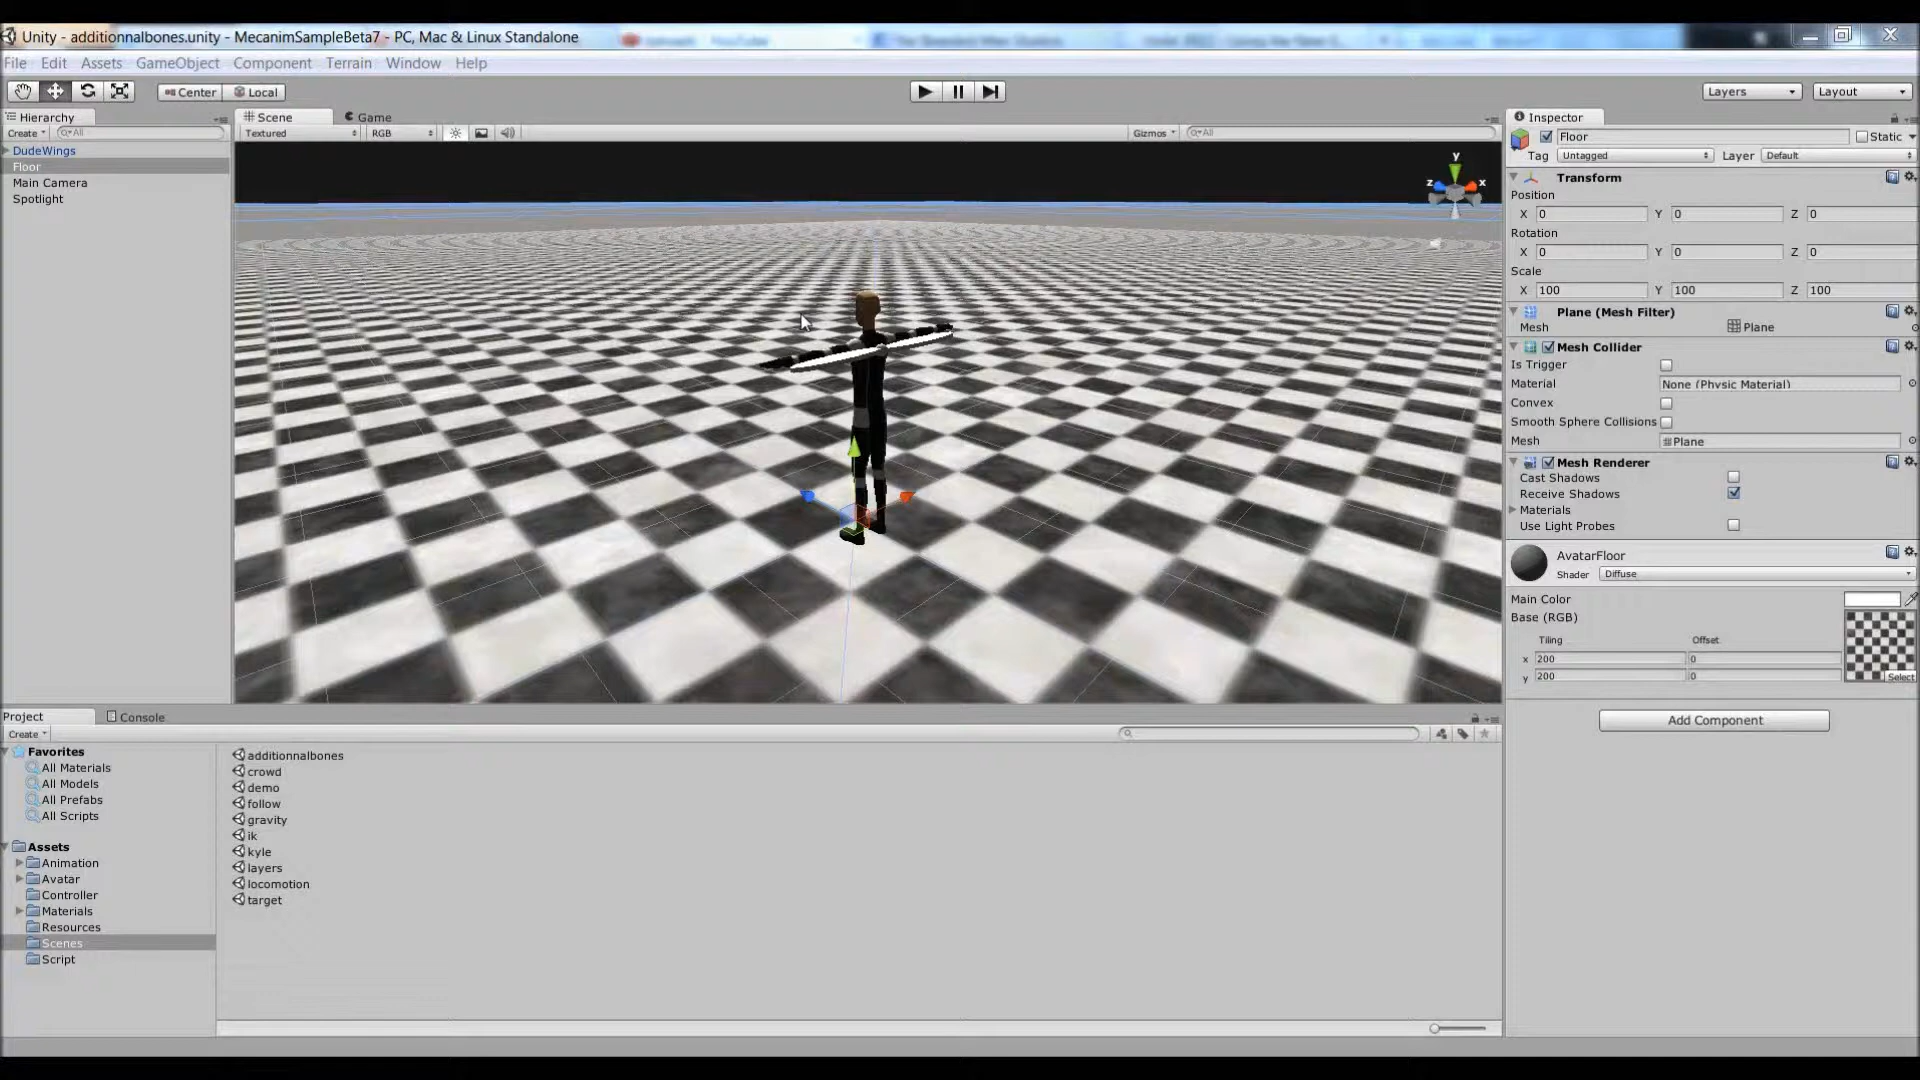 Unity - additionnalbones.unity - MecanimSampleBeta7 - PC, Mac & Linux Standalone
File Edit Assets GameObject Component Terrain Window Help
Center Local Layers Layout
Hierarchy
Create All
DudeWings
Floor
Main Camera
Spotlight
Scene Game
Textured RGB Gizmos All
y
z x
Inspector
Floor Static
Tag Untagged Layer Default
Transform
Position
X 0 Y 0 Z 0
Rotation
X 0 Y 0 Z 0
Scale
X 100 Y 100 Z 100
Plane (Mesh Filter)
Mesh Plane
Mesh Collider
Is Trigger
Material None (Physic Material)
Convex
Smooth Sphere Collisions
Mesh Plane
Mesh Renderer
Cast Shadows
Receive Shadows
Materials
Use Light Probes
AvatarFloor
Shader Diffuse
Main Color
Base (RGB)
Tiling Offset
x 200 0
y 200 0
Select
Add Component
Project Console
Create
Favorites
All Materials
All Models
All Prefabs
All Scripts
Assets
Animation
Avatar
Controller
Materials
Resources
Scenes
Script
additionnalbones
crowd
demo
follow
gravity
ik
kyle
layers
locomotion
target